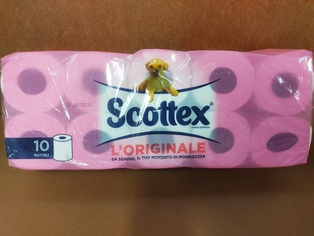 Scottex®
10
ROTOLI
L'ORIGINALE
DA SEMPRE, IL TUO MOMENTO DI MORBIDEZZA